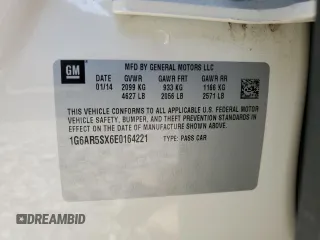 GM
MFD BY GENERAL MOTORS LLC
DATE GVWR GAWR FRT GAWR RR
01/14 2099 KG 933 KG 1166 KG
4627 LB 2056 LB 2571 LB
THIS VEHICLE CONFORMS TO ALL APPLICABLE U.S. FEDERAL
MOTOR VEHICLE SAFETY, BUMPER, AND THEFT PREVENTION
STANDARDS IN EFFECT ON THE DATE OF MANUFACTURE SHOWN ABOVE.
1G6AR5SX6E0164221 TYPE: PASS CAR
DREAMBID